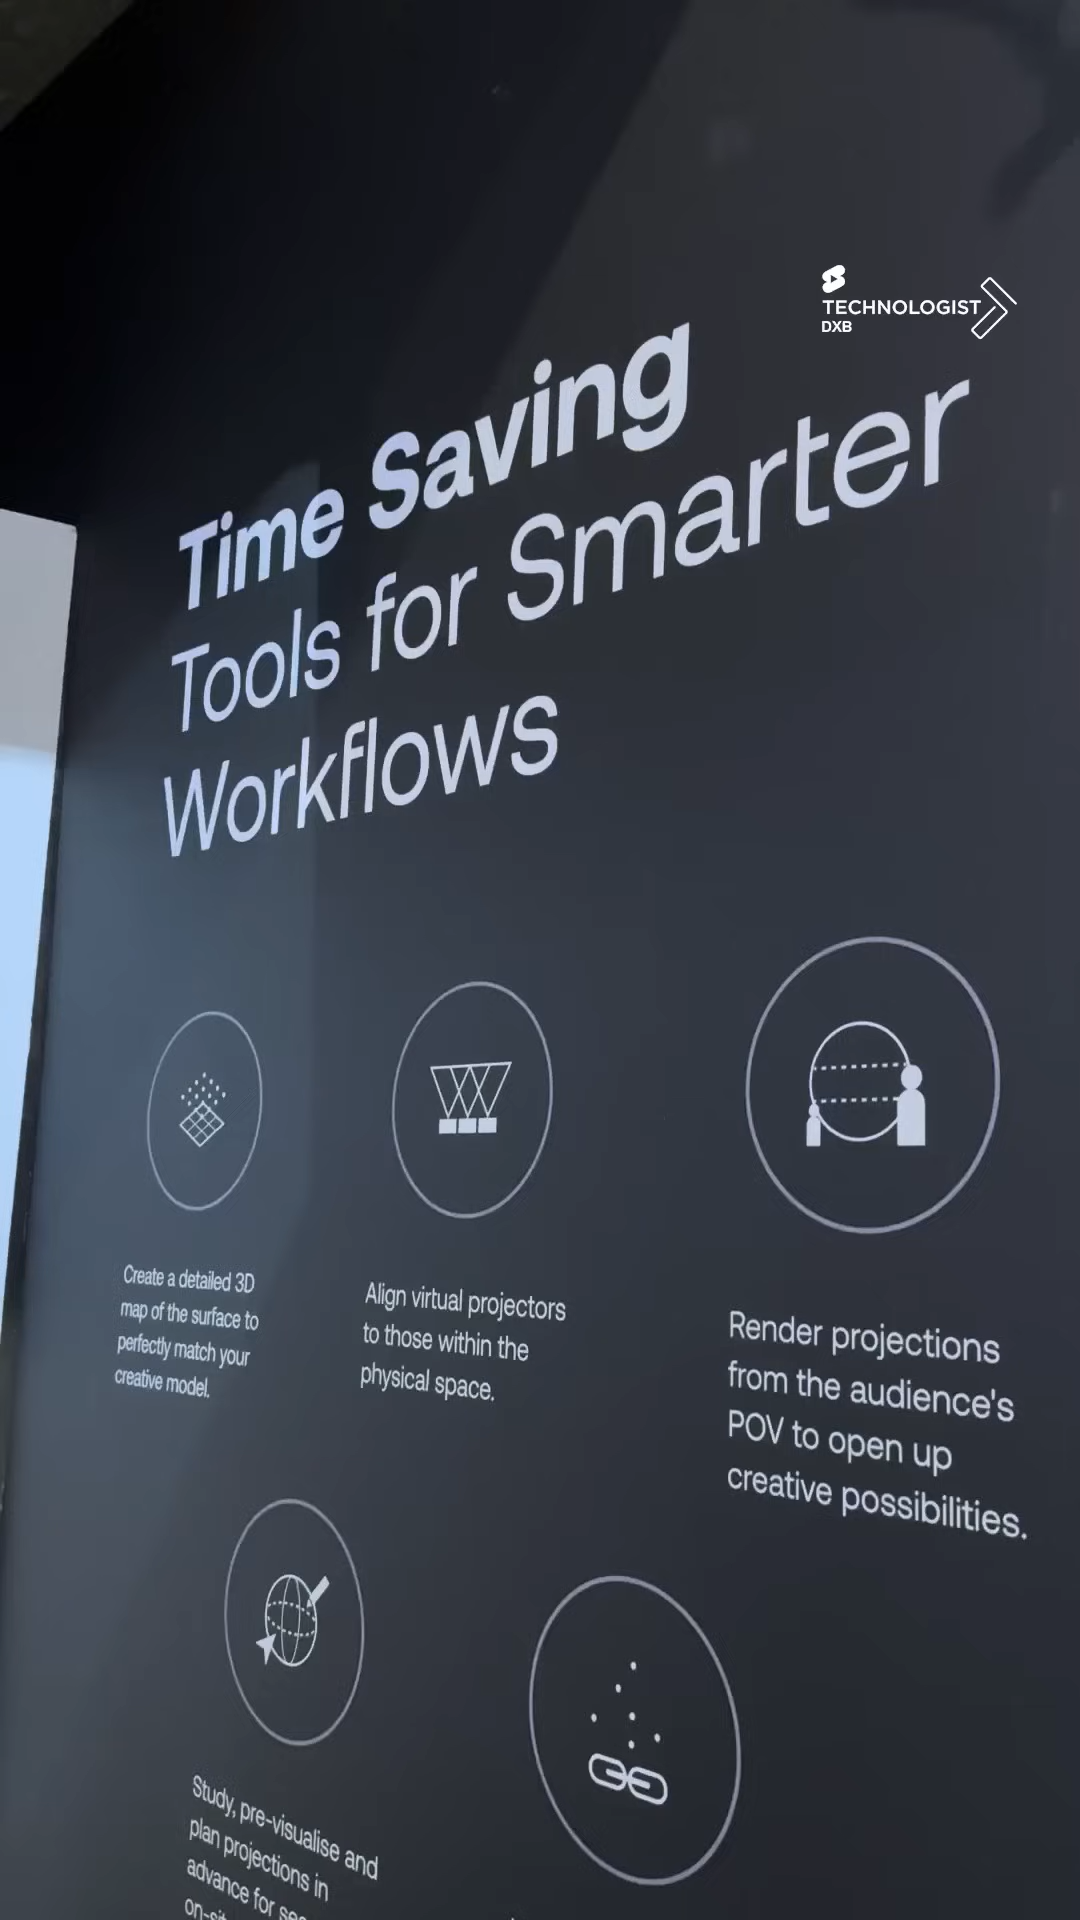 TECHNOLOGIST
DXB
Time Saving
Tools for Smarter
Workflows
Create a detailed 3D
map of the surface to
perfectly match your
creative model.
Align virtual projectors
to those within the
physical space.
Render projections
from the audience's
POV to open up
creative possibilities.
Study, pre-visualise and
plan projections in
advance for